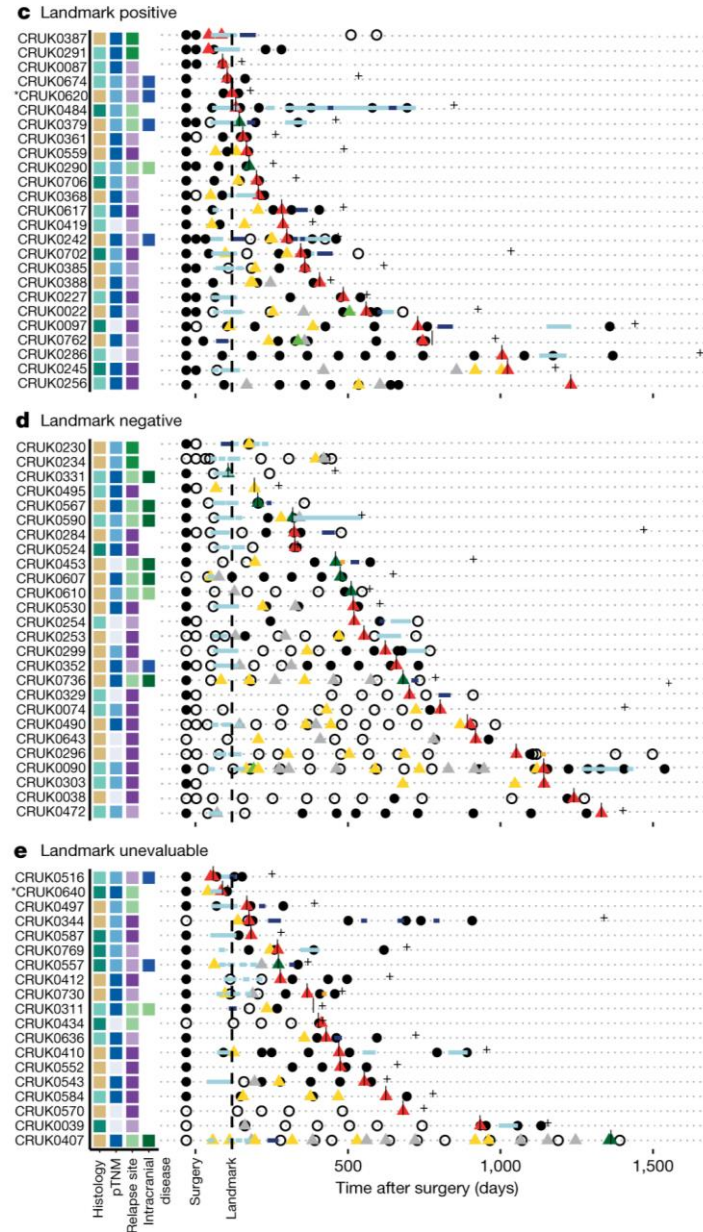 c Landmark positive
CRUK0387
CRUK0291
CRUK0087
CRUK0674
*CRUK0620
CRUK0484
CRUK0379
CRUK0361
CRUK0559
CRUK0290
CRUK0706
CRUK0368
CRUK0617
CRUK0419
CRUK0242
CRUK0702
CRUK0385
CRUK0388
CRUK0227
CRUK0022
CRUK0097
CRUK0762
CRUK0286
CRUK0245
CRUK0256
d Landmark negative
CRUK0230
CRUK0234
CRUK0331
CRUK0495
CRUK0567
CRUK0590
CRUK0284
CRUK0524
CRUK0453
CRUK0607
CRUK0610
CRUK0530
CRUK0254
CRUK0253
CRUK0299
CRUK0352
CRUK0736
CRUK0329
CRUK0074
CRUK0490
CRUK0643
CRUK0296
CRUK0090
CRUK0303
CRUK0038
CRUK0472
e Landmark unevaluable
CRUK0516
*CRUK0640
CRUK0497
CRUK0344
CRUK0587
CRUK0769
CRUK0557
CRUK0412
CRUK0730
CRUK0311
CRUK0434
CRUK0636
CRUK0410
CRUK0552
CRUK0543
CRUK0584
CRUK0570
CRUK0039
CRUK0407
Histology
pTNM
Relapse site
Intracranial
disease
Surgery
Landmark
500
1,000
1,500
Time after surgery (days)